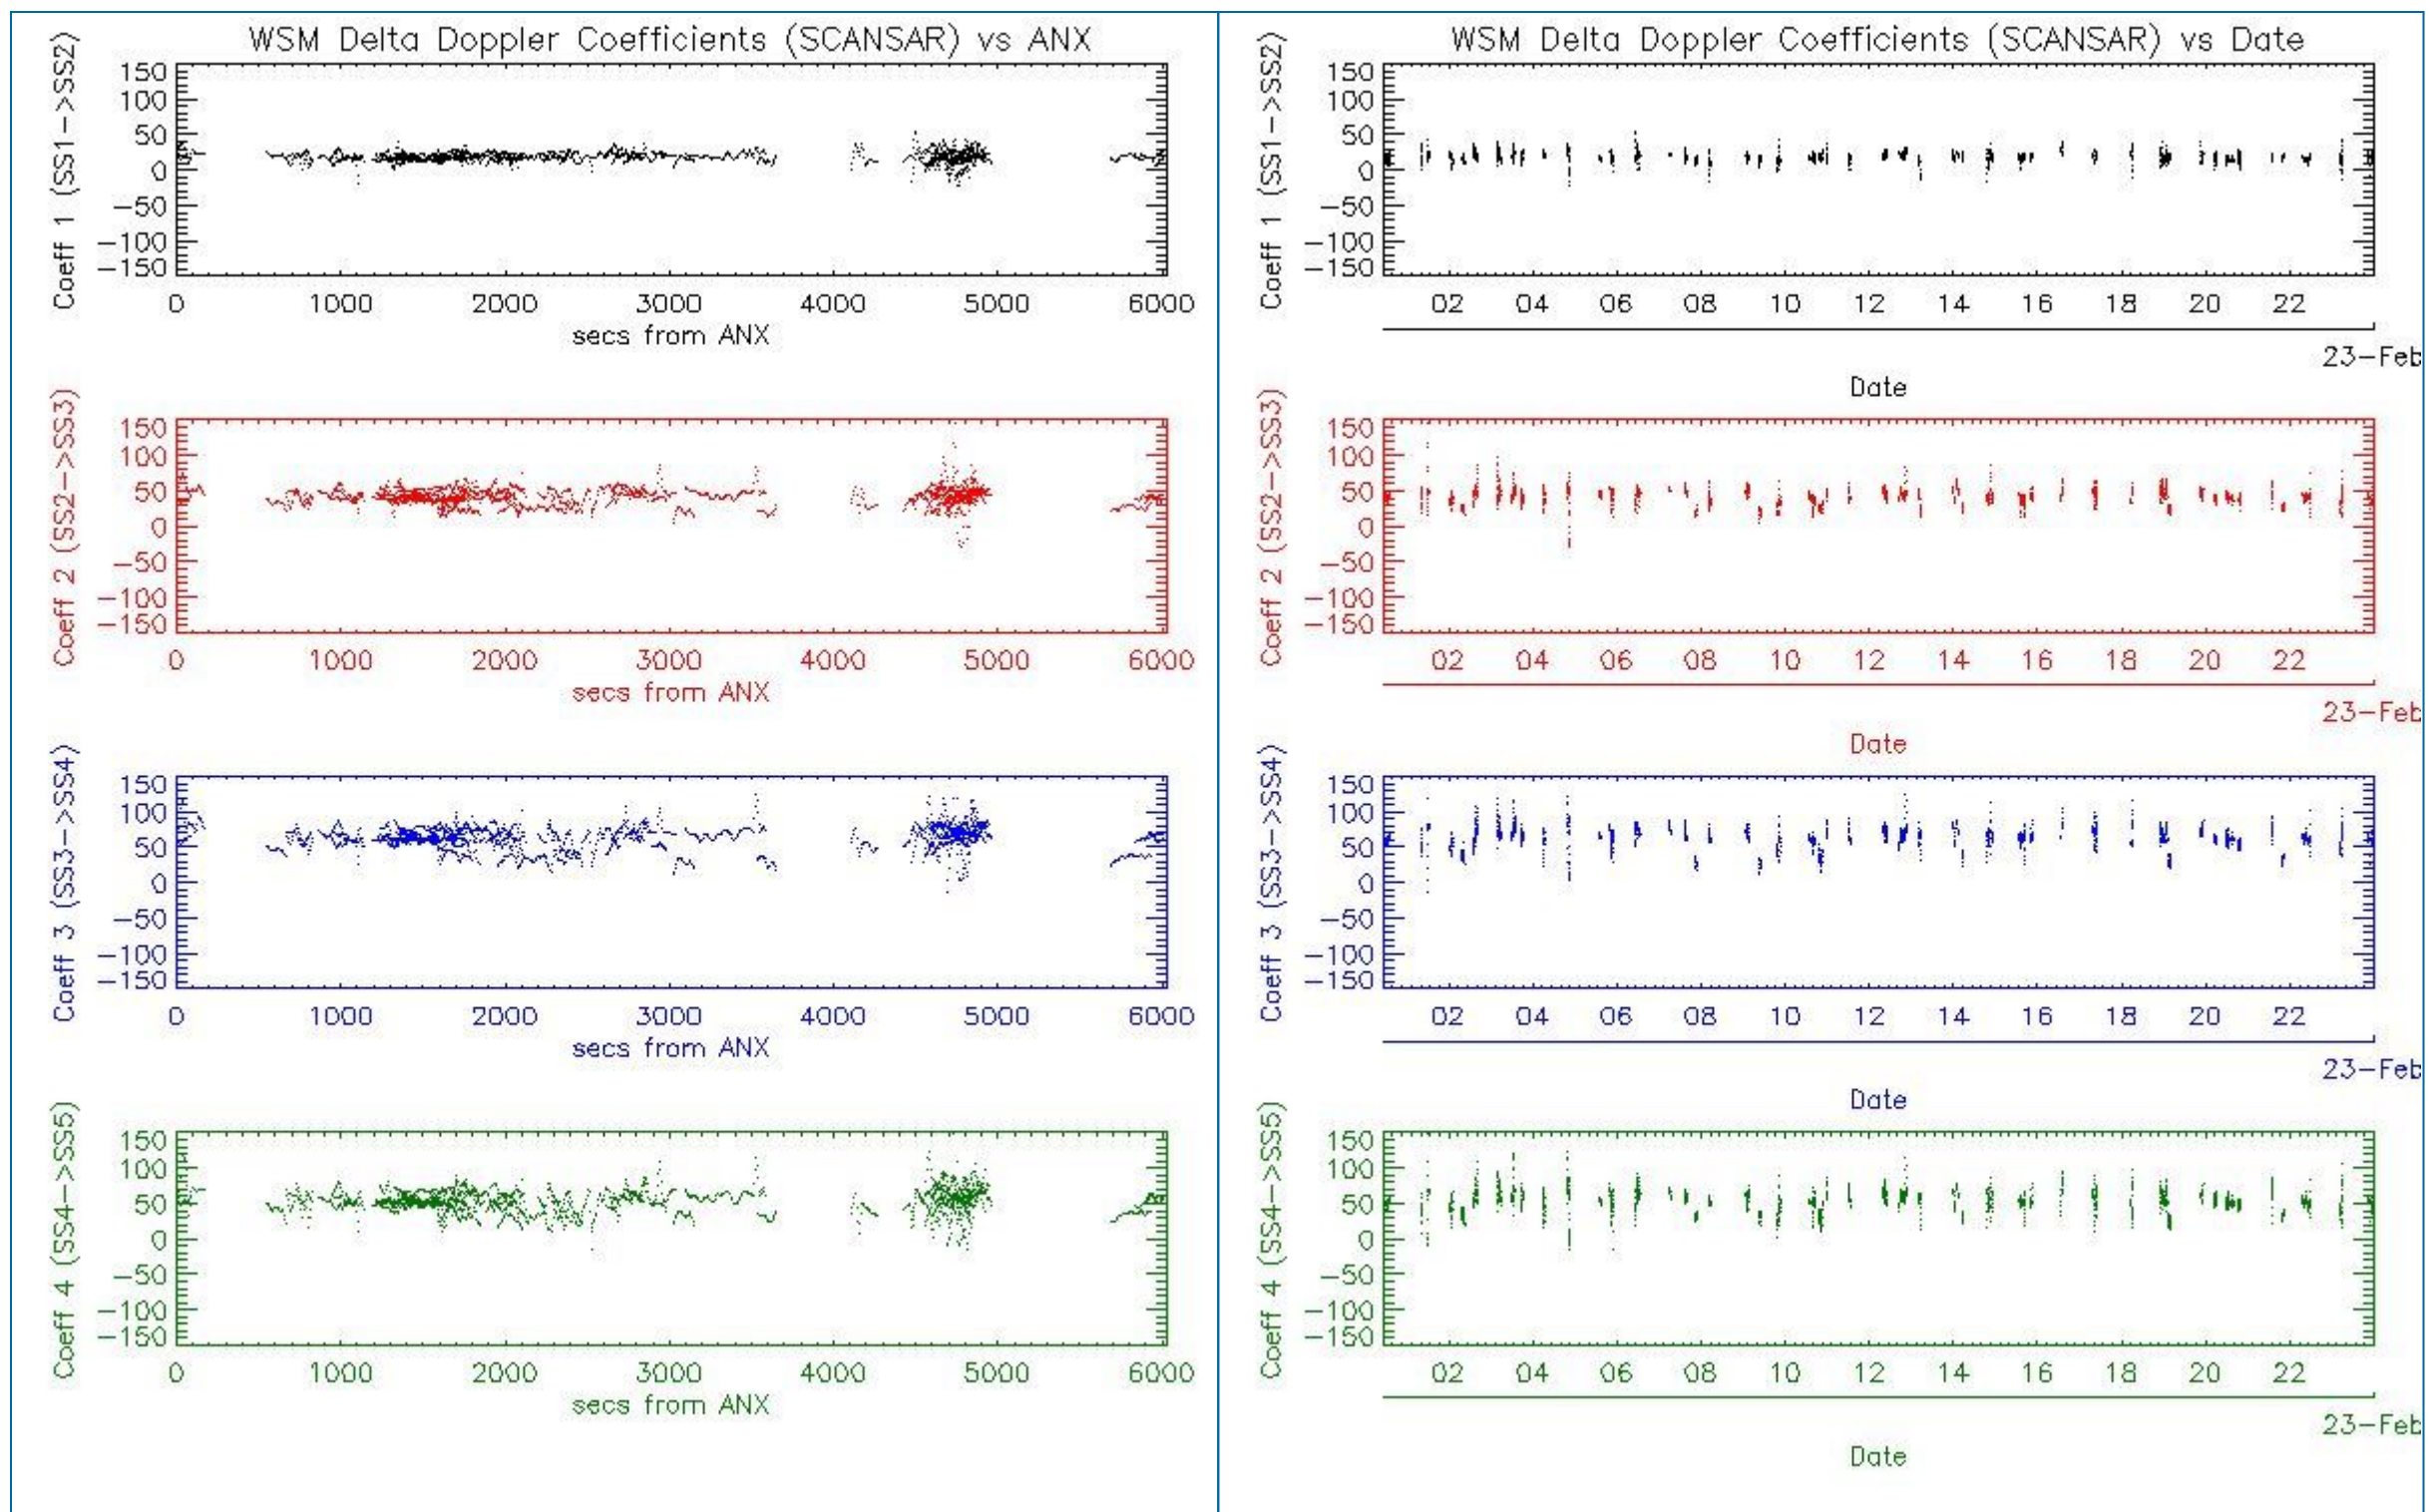 WSM Delta Doppler Coefficients (SCANSAR) vs ANX
Coeff 1 (SS1->SS2)
150
100
50
0
-50
-100
-150
0 1000 2000 3000 4000 5000 6000
secs from ANX
Coeff 2 (SS2->SS3)
150
100
50
0
-50
-100
-150
0 1000 2000 3000 4000 5000 6000
secs from ANX
Coeff 3 (SS3->SS4)
150
100
50
0
-50
-100
-150
0 1000 2000 3000 4000 5000 6000
secs from ANX
Coeff 4 (SS4->SS5)
150
100
50
0
-50
-100
-150
0 1000 2000 3000 4000 5000 6000
secs from ANX
WSM Delta Doppler Coefficients (SCANSAR) vs Date
Coeff 1 (SS1->SS2)
150
100
50
0
-50
-100
-150
02 04 06 08 10 12 14 16 18 20 22
23-Feb
Date
Coeff 2 (SS2->SS3)
150
100
50
0
-50
-100
-150
02 04 06 08 10 12 14 16 18 20 22
23-Feb
Date
Coeff 3 (SS3->SS4)
150
100
50
0
-50
-100
-150
02 04 06 08 10 12 14 16 18 20 22
23-Feb
Date
Coeff 4 (SS4->SS5)
150
100
50
0
-50
-100
-150
02 04 06 08 10 12 14 16 18 20 22
23-Feb
Date